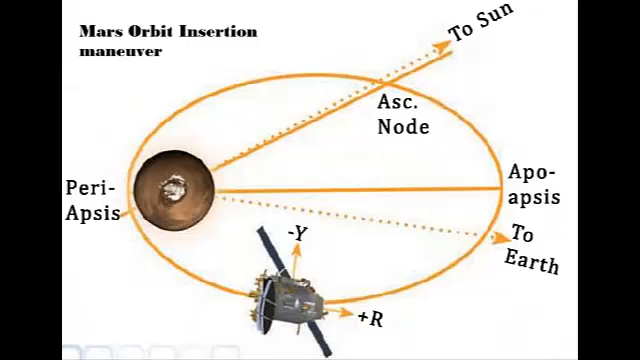 Mars Orbit Insertion
maneuver
To Sun
Asc.
Node
Apo-
apsis
Peri-
Apsis
To
Earth
-Y
+R